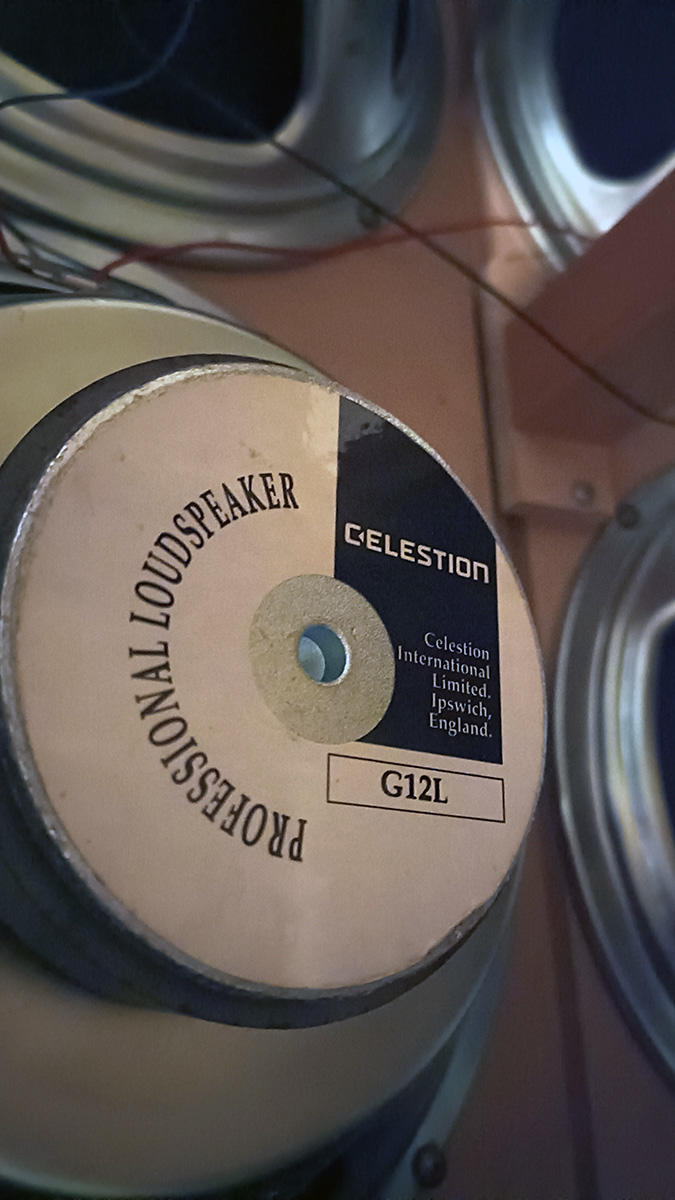 PROFESSIONAL LOUDSPEAKER
CELESTION
Celestion
International
Limited.
Ipswich,
England.
G12L